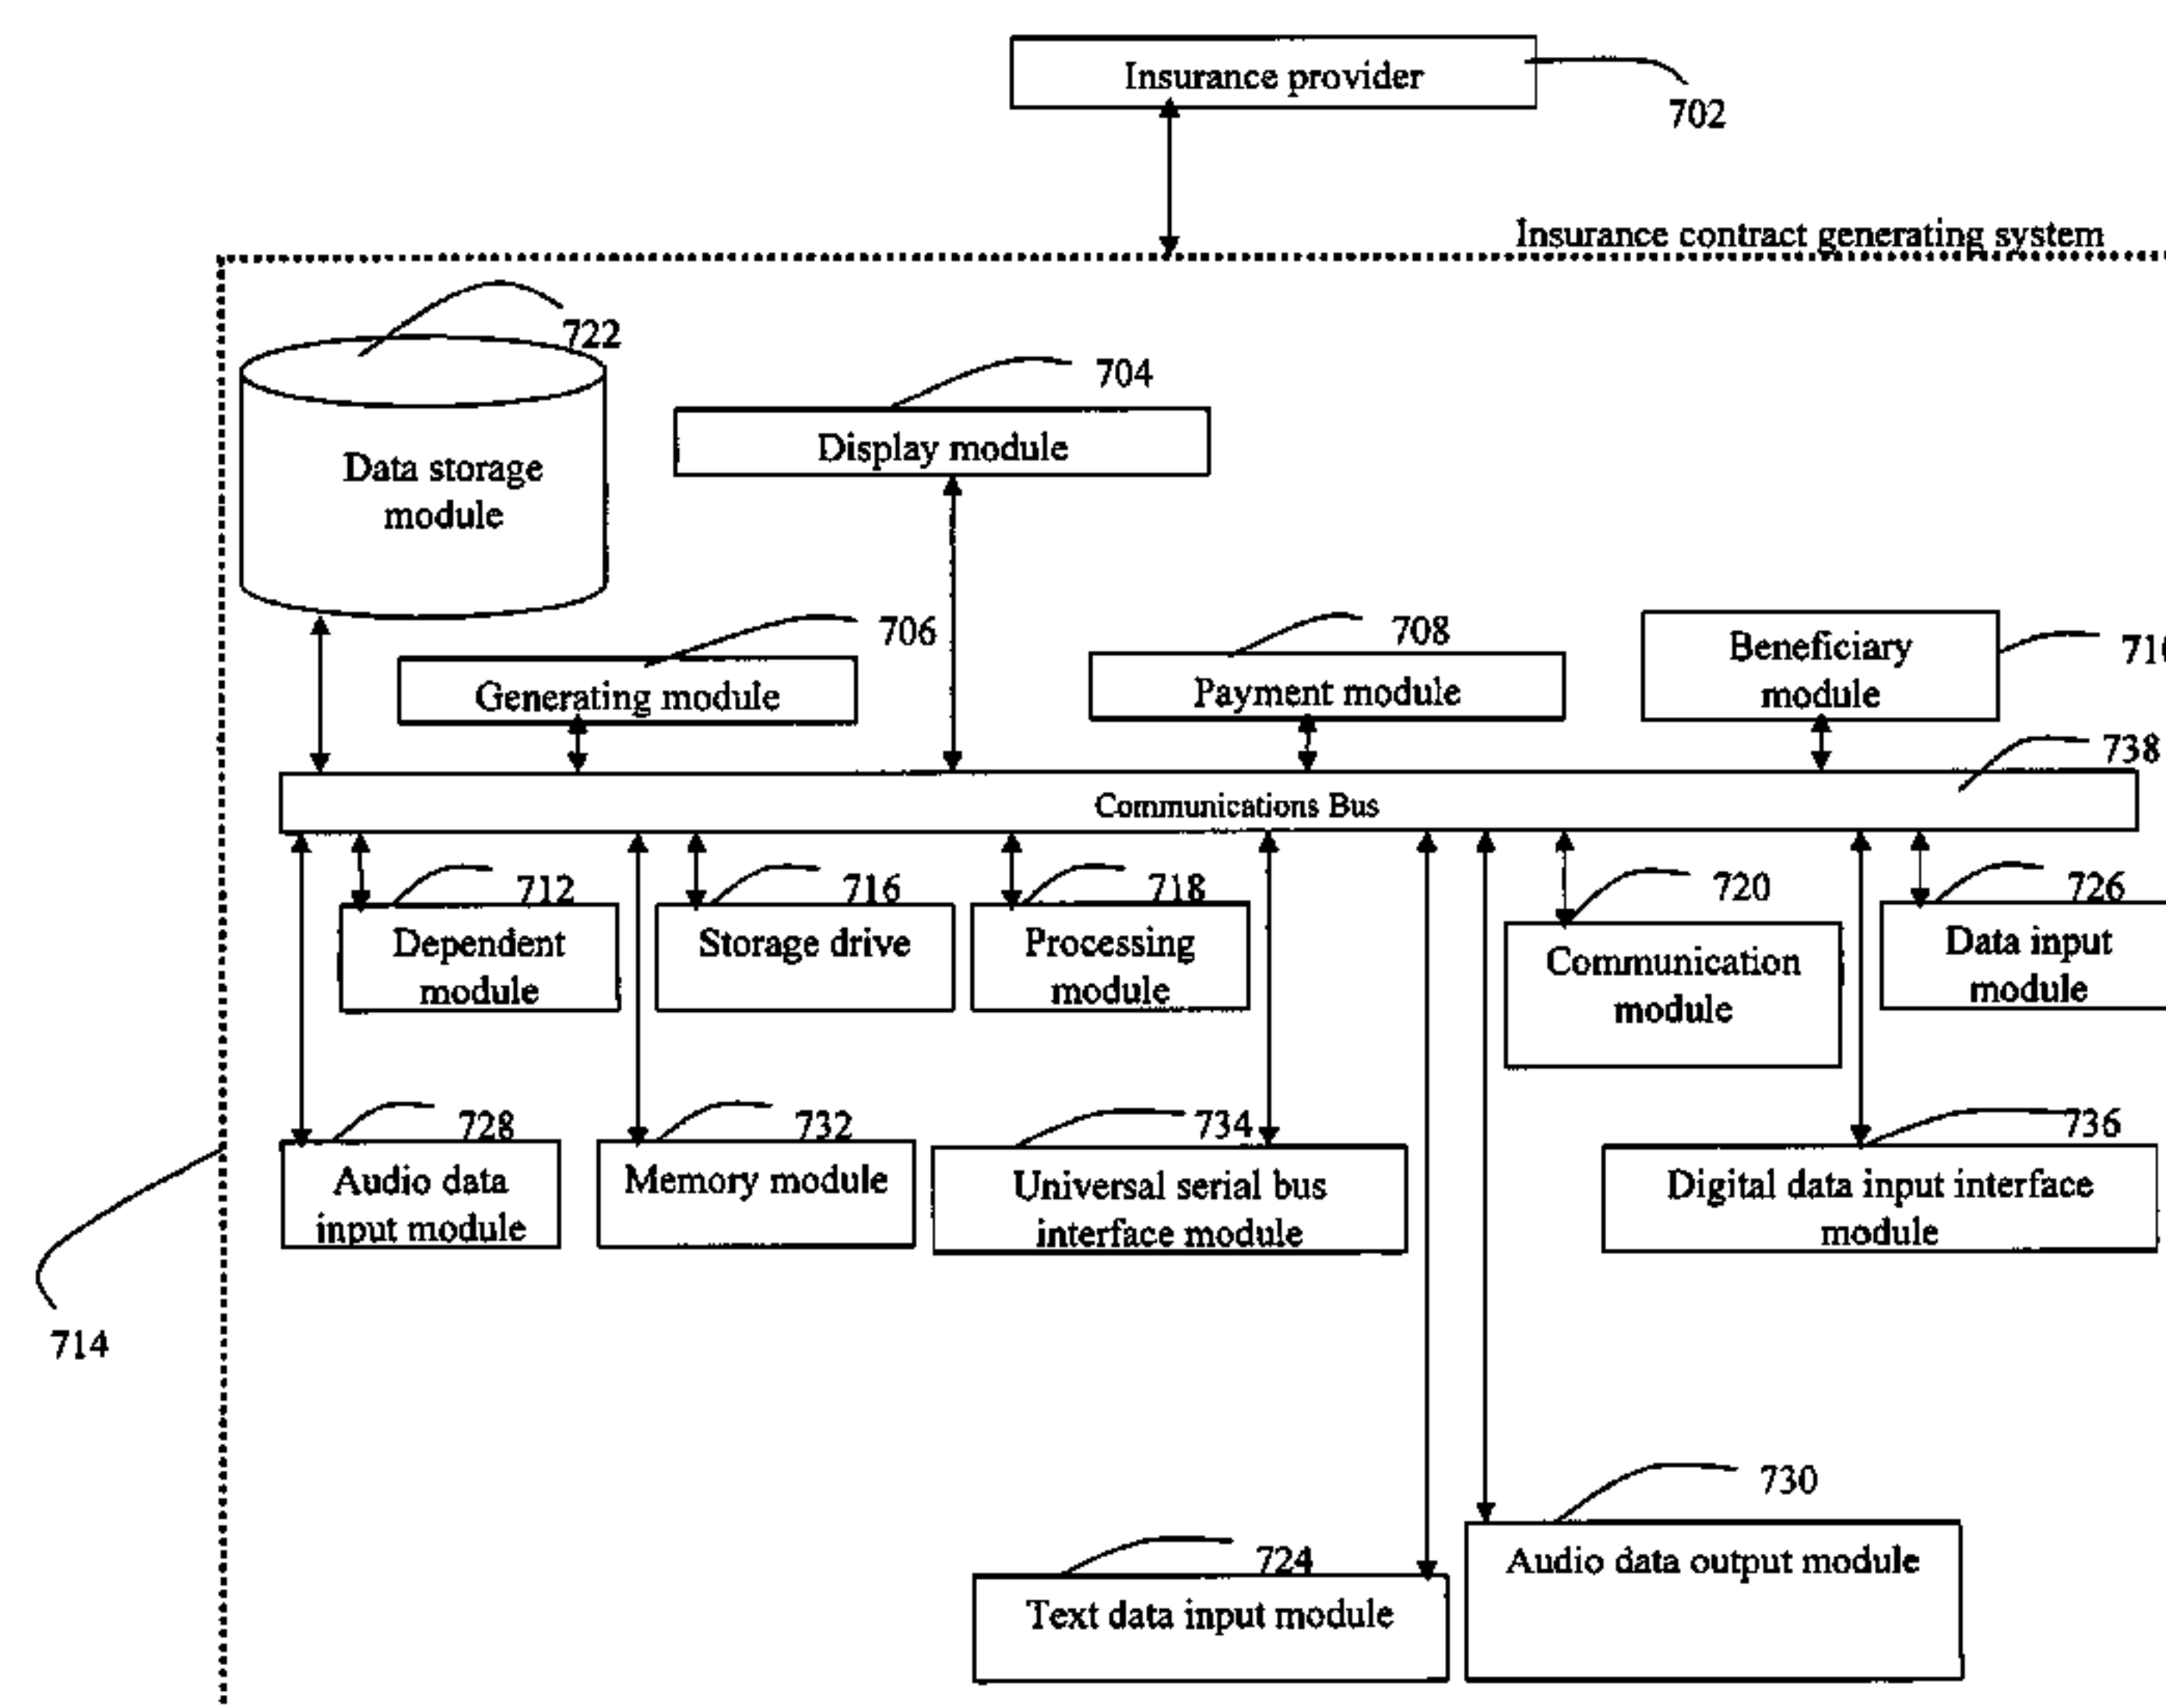 Insurance provider
702
Insurance contract generating system
722
704
Display module
Data storage
module
706
Generating module
708
Payment module
Beneficiary
module
738
Communications Bus
712
Dependent
module
716
Storage drive
718
Processing
module
720
Communication
module
726
Data input
module
728
Audio data
input module
732
Memory module
734
Universal serial bus
interface module
736
Digital data input interface
module
714
730
Audio data output module
724
Text data input module